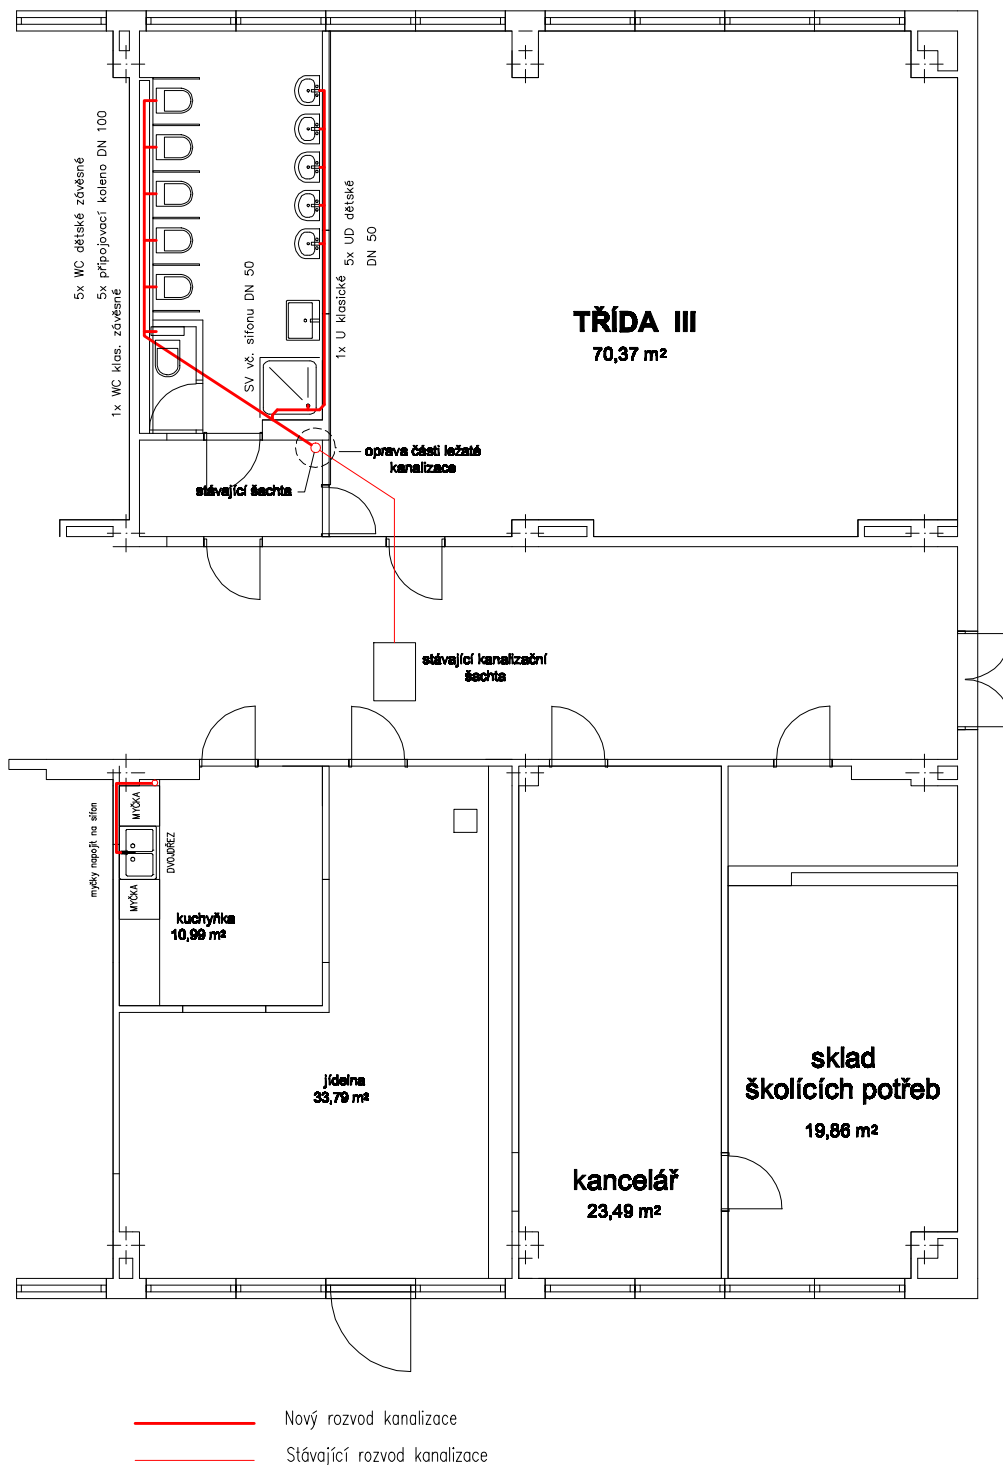 5x WC dětské závěsné
5x připojovací koleno DN 100
1x WC klas. závěsné
SV vč. sifonu DN 50
1x U klasické
5x UD dětské
DN 50
TŘÍDA III
70,37 m²
oprava části ležaté
kanalizace
stávající šachta
stávající kanalizační
šachta
myčky napojit na sifon
MYČKA
DVOJDŘEZ
MYČKA
kuchyňka
10,99 m²
jídelna
33,79 m²
kancelář
23,49 m²
sklad
školících potřeb
19,86 m²
Nový rozvod kanalizace
Stávající rozvod kanalizace